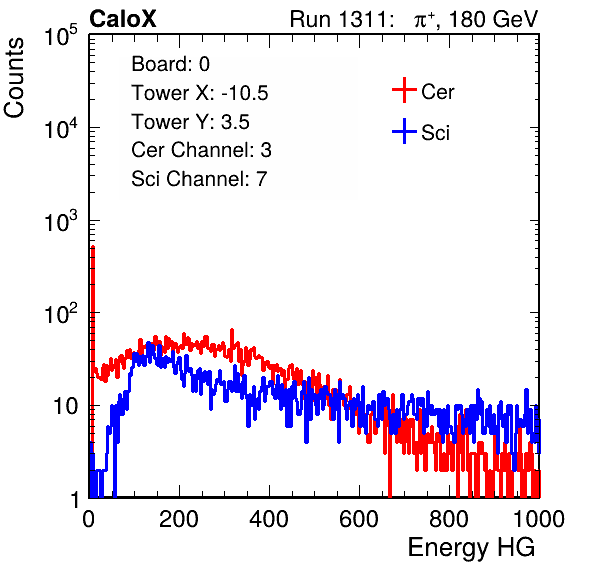 CaloX Run 1311: π⁺, 180 GeV
Counts
Board: 0
Tower X: -10.5
Tower Y: 3.5
Cer Channel: 3
Sci Channel: 7
Cer
Sci
10⁵
10⁴
10³
10²
10
1
0 200 400 600 800 1000
Energy HG